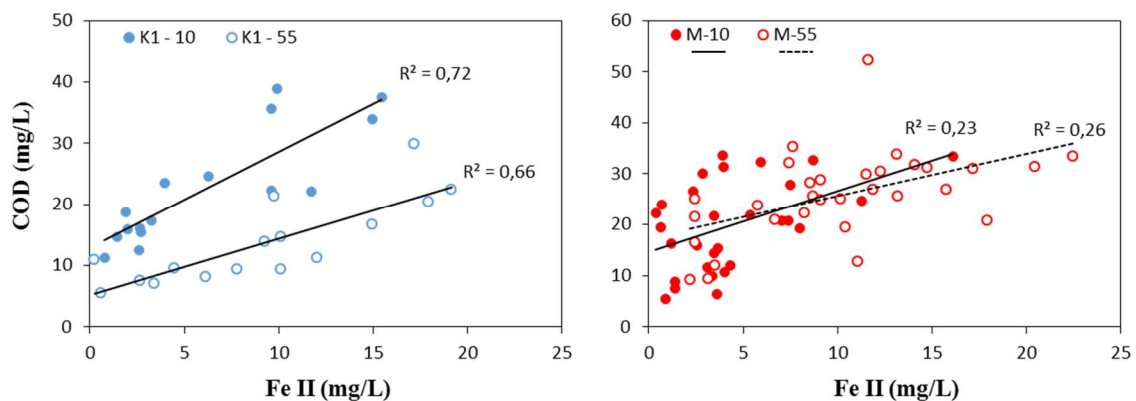 50
40
30
20
10
0
COD (mg/L)
K1 - 10
K1 - 55
R² = 0,72
R² = 0,66
0 5 10 15 20 25
Fe II (mg/L)
60
50
40
30
20
10
0
M-10
M-55
R² = 0,23
R² = 0,26
0 5 10 15 20 25
Fe II (mg/L)